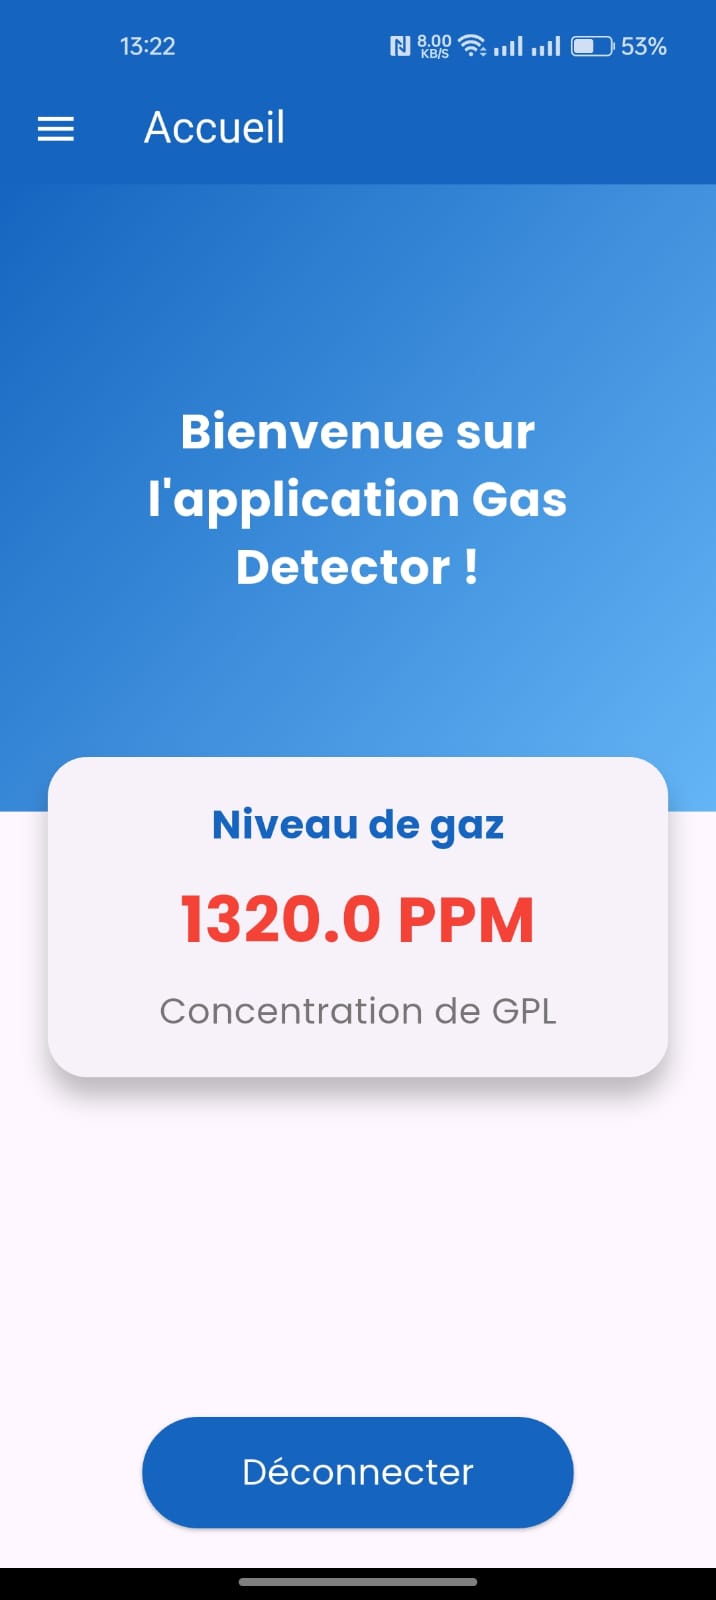 13:22
8.00 KB/S
53%
Accueil
Bienvenue sur
l'application Gas
Detector !
Niveau de gaz
1320.0 PPM
Concentration de GPL
Déconnecter